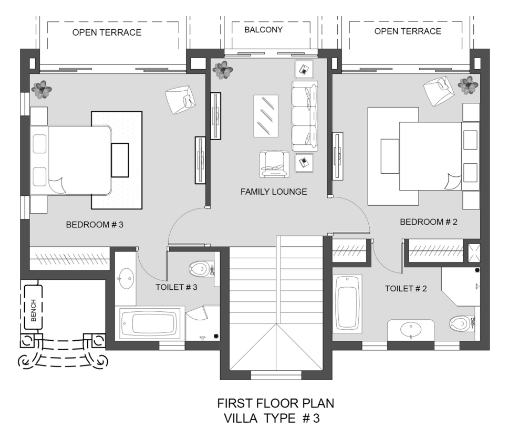 OPEN TERRACE
BALCONY
OPEN TERRACE
FAMILY LOUNGE
BEDROOM # 3
BEDROOM # 2
TOILET # 3
TOILET # 2
BENCH
FIRST FLOOR PLAN
VILLA TYPE # 3